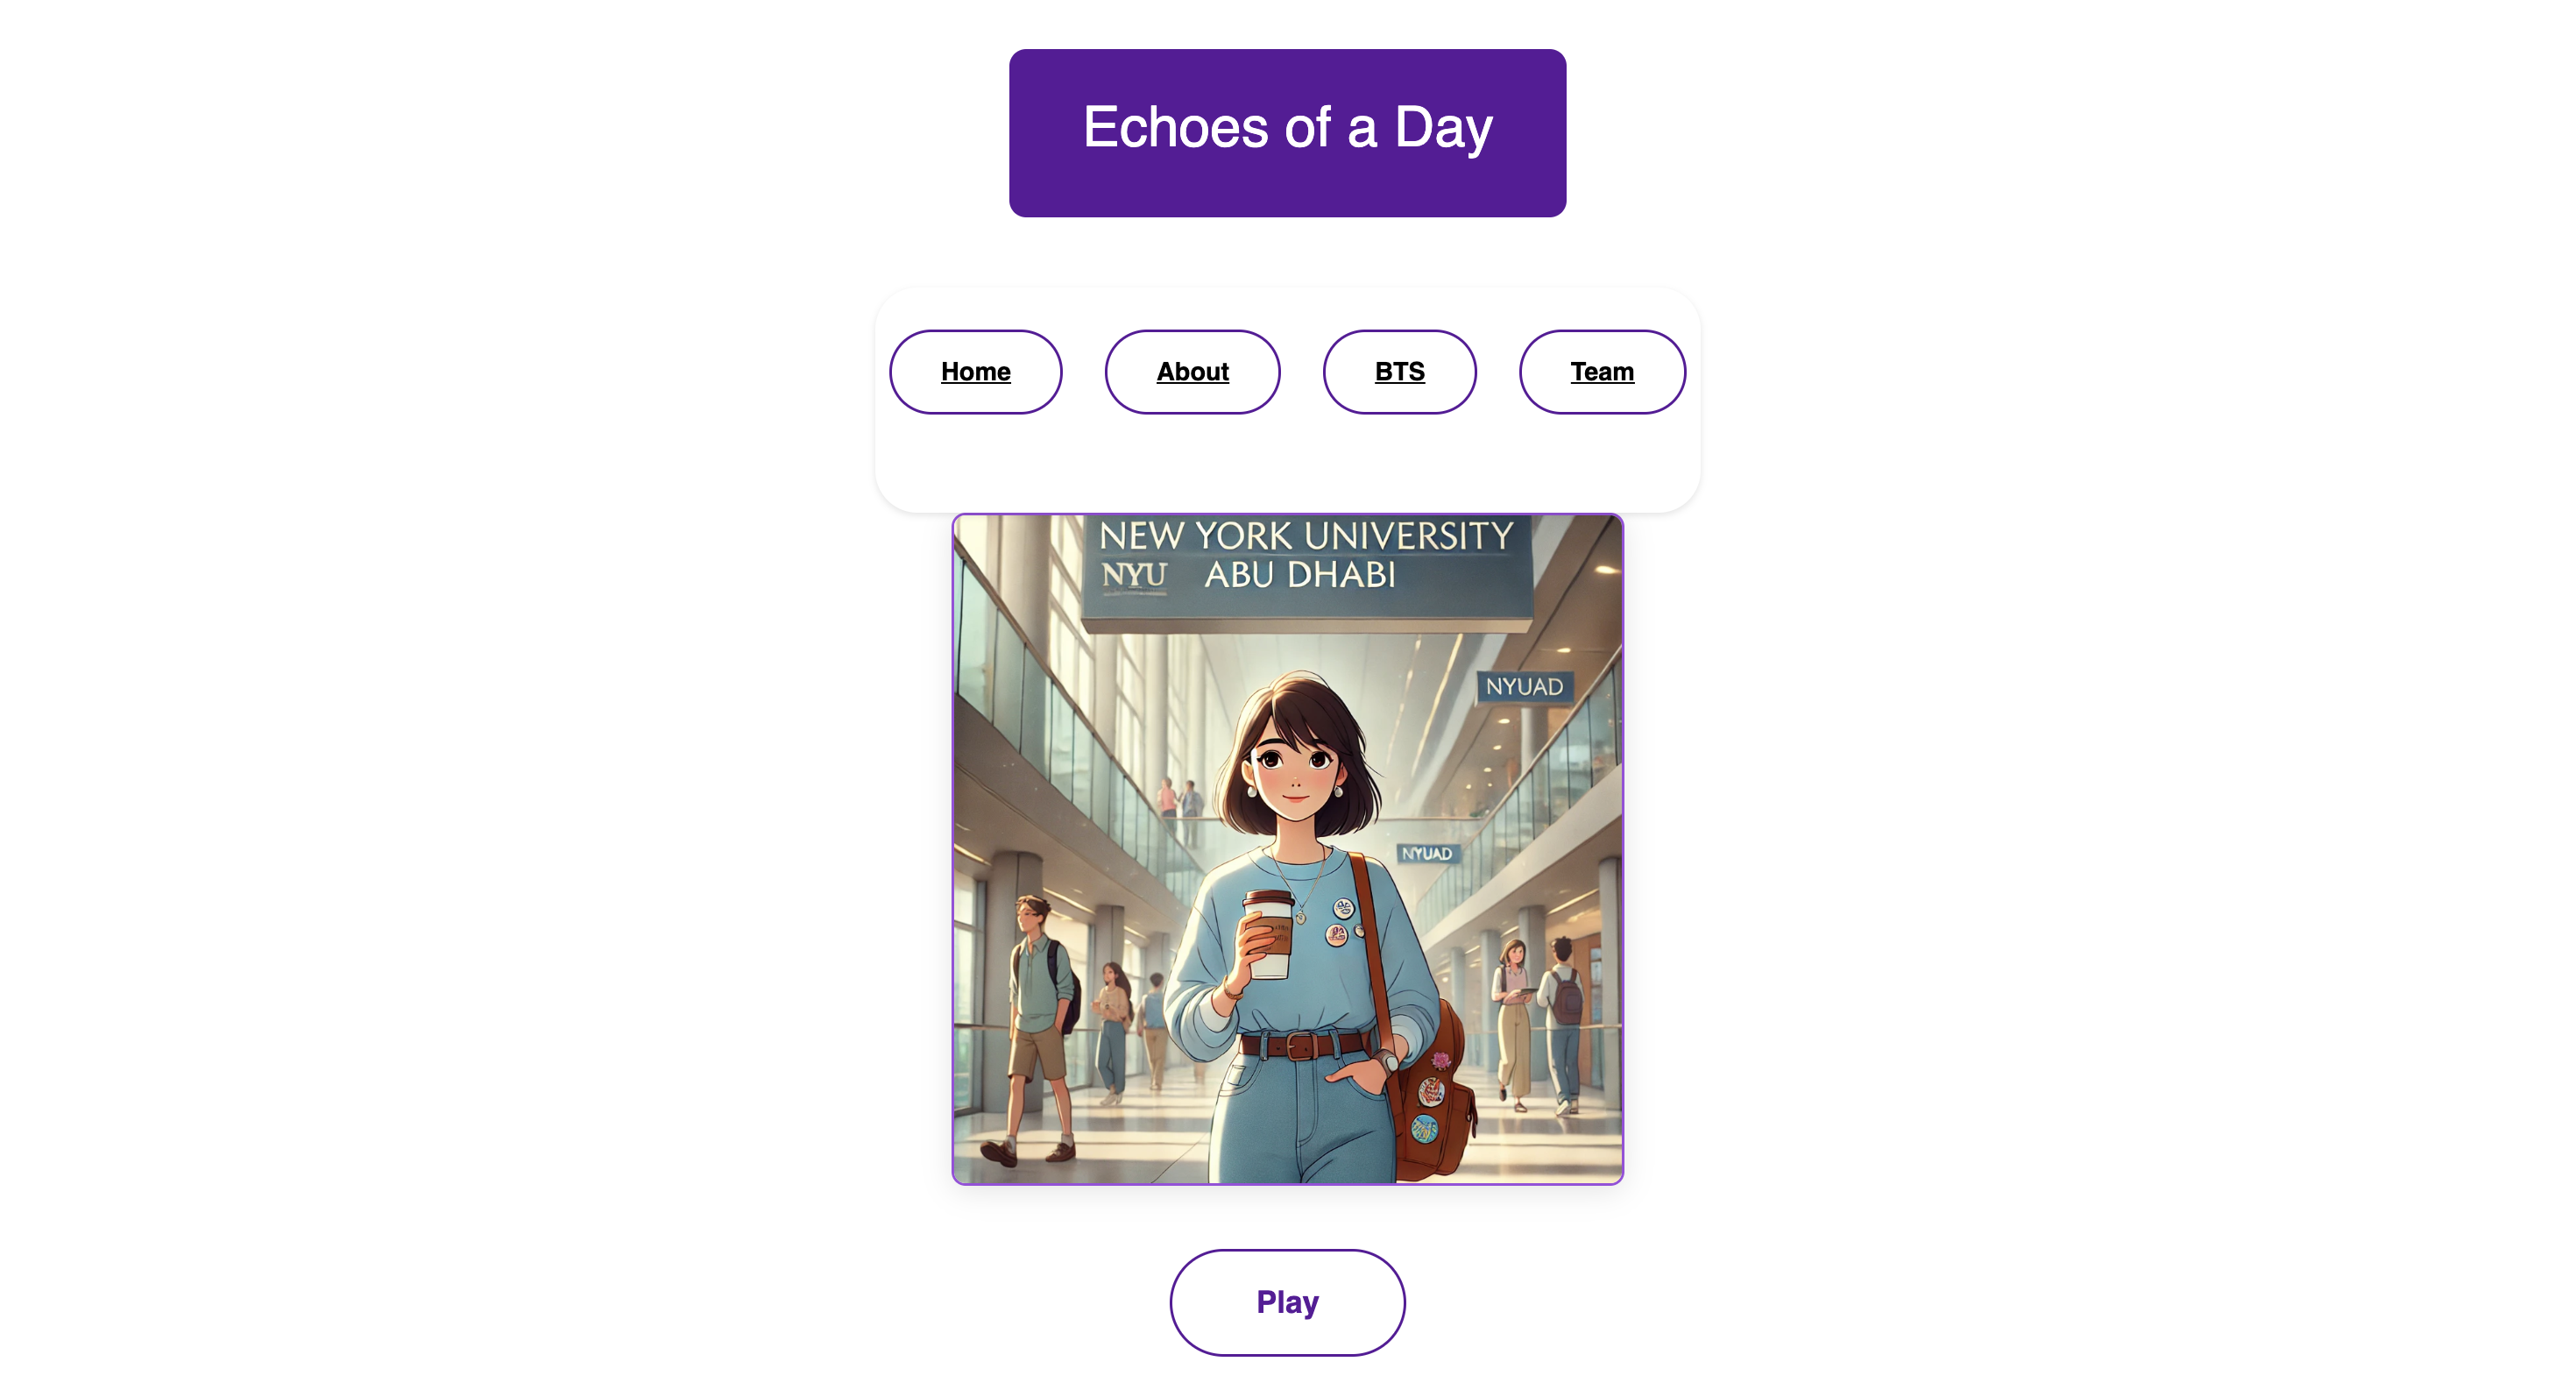 Echoes of a Day
Home About BTS Team
NEW YORK UNIVERSITY
NYU ABU DHABI
NYUAD
NYUAD
Play